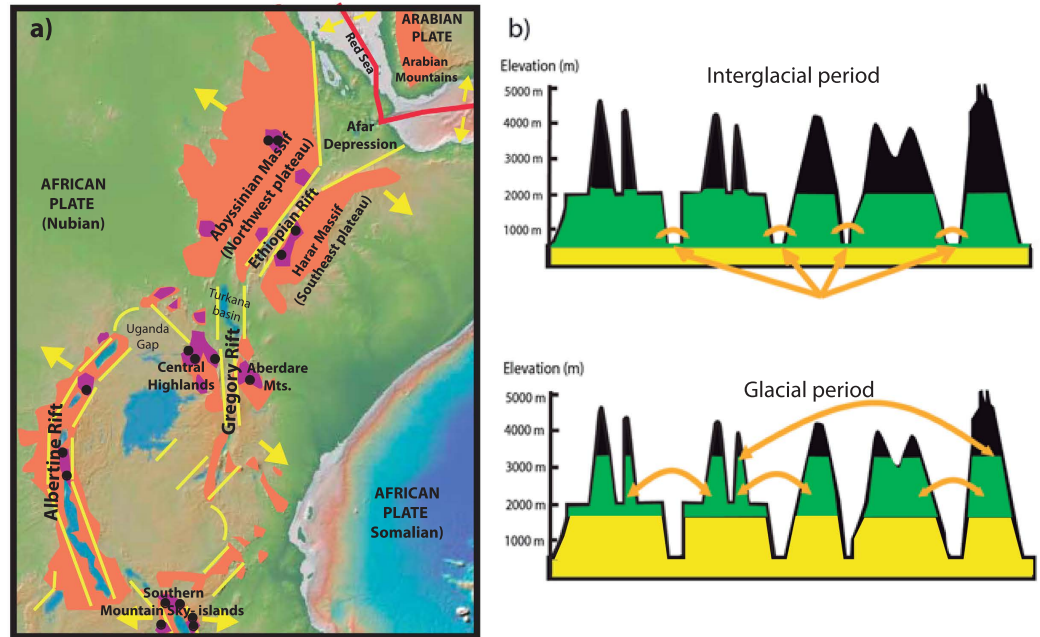 a)
ARABIAN
PLATE
Red Sea
Arabian
Mountains
Afar
Depression
AFRICAN
PLATE
(Nubian)
Abyssinian Massif
(Northwest plateau)
Ethiopian Rift
Harar Massif
(Southeast plateau)
Turkana
basin
Uganda
Gap
Central
Highlands
Gregory Rift
Aberdare
Mts.
Albertine Rift
AFRICAN
PLATE
Somalian)
Southern
Mountain Sky-islands
b)
Elevation (m)
Interglacial period
5000 m
4000 m
3000 m
2000 m
1000 m
Elevation (m)
Glacial period
5000 m
4000 m
3000 m
2000 m
1000 m